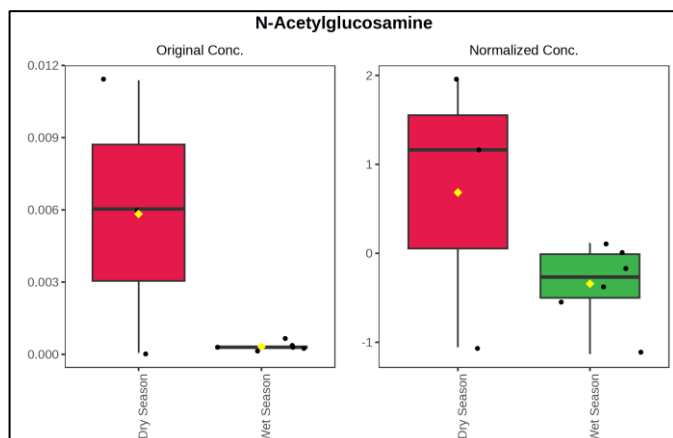 N-Acetylglucosamine
Original Conc.
Normalized Conc.
0.012
0.009
0.006
0.003
0.000
2
1
0
-1
Dry Season
Wet Season
Dry Season
Wet Season